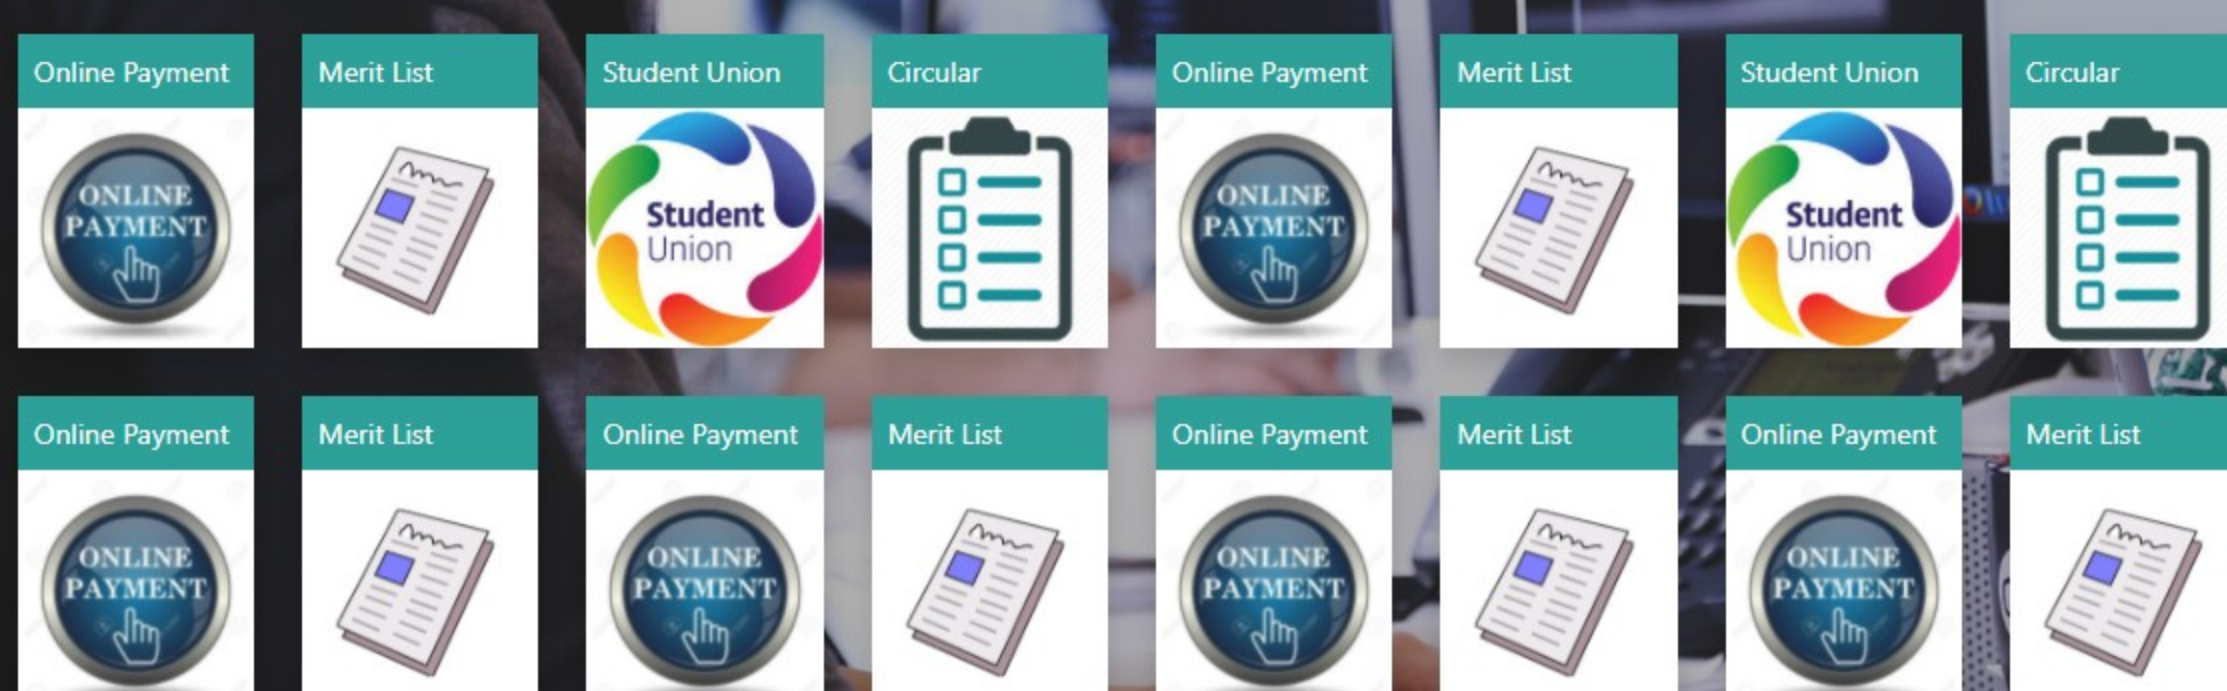 Online Payment
Merit List
Student Union
Circular
Online Payment
Merit List
Student Union
Circular
ONLINE
PAYMENT
Student
Union
ONLINE
PAYMENT
Student
Union
Online Payment
Merit List
Online Payment
Merit List
Online Payment
Merit List
Online Payment
Merit List
ONLINE
PAYMENT
ONLINE
PAYMENT
ONLINE
PAYMENT
ONLINE
PAYMENT